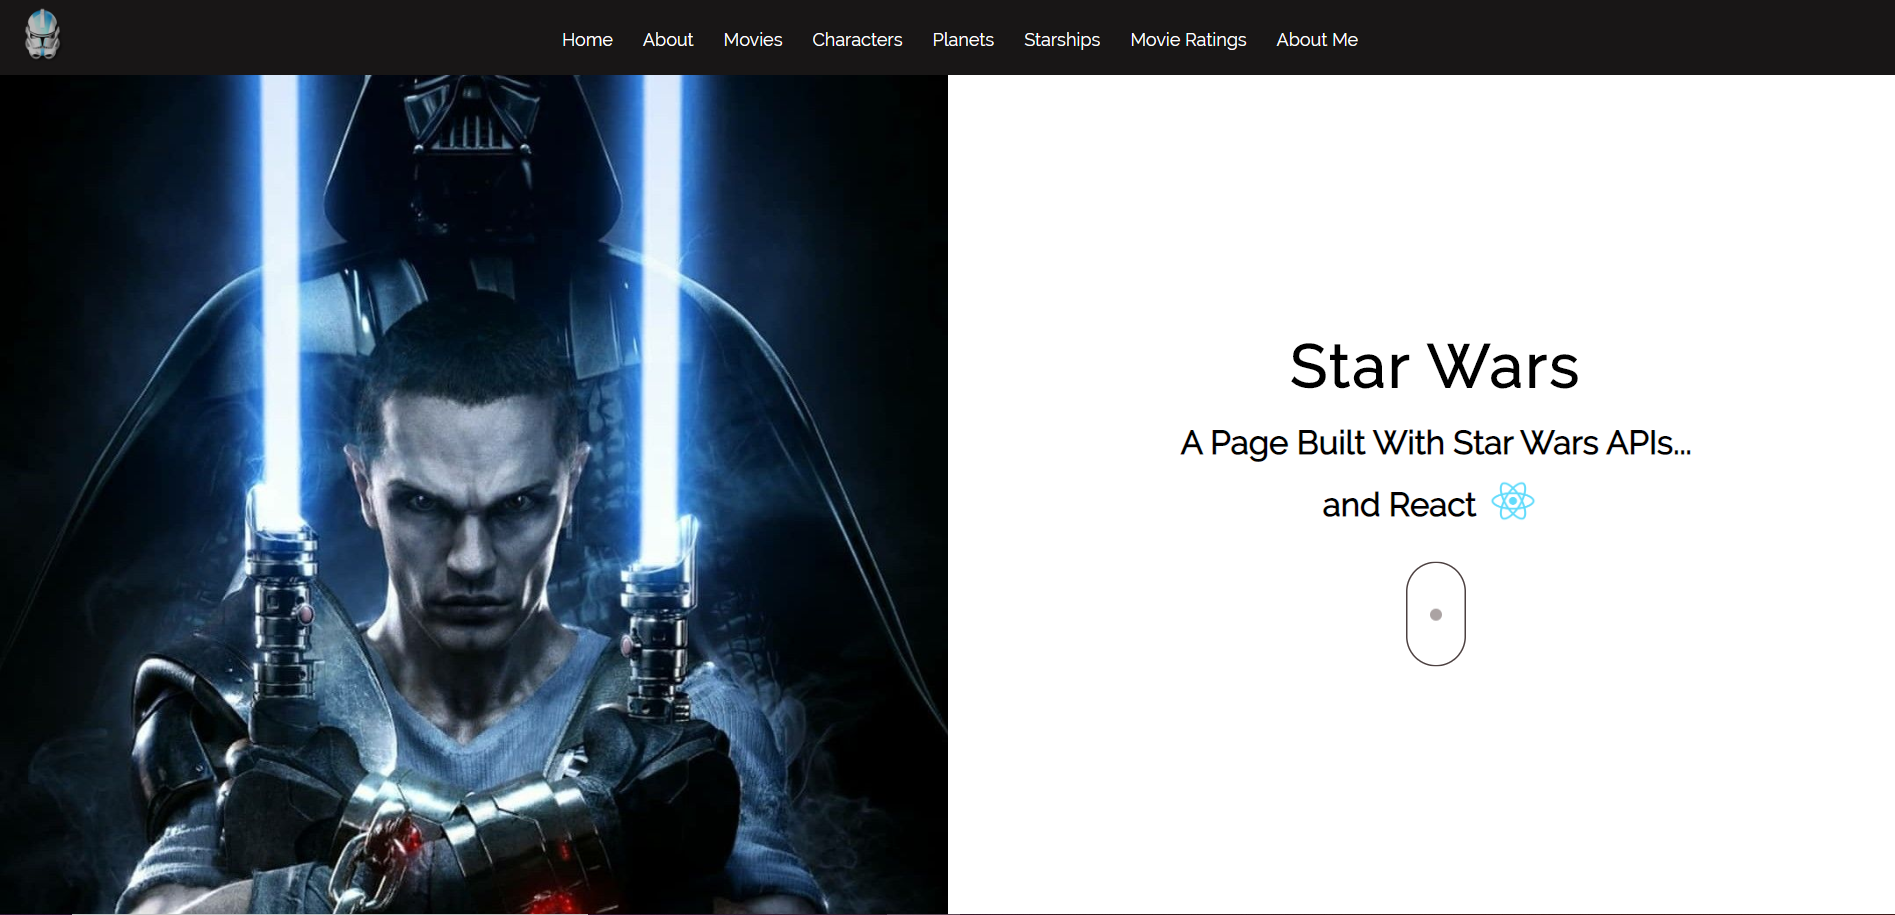 Home About Movies Characters Planets Starships Movie Ratings About Me
Star Wars
A Page Built With Star Wars APIs...
and React